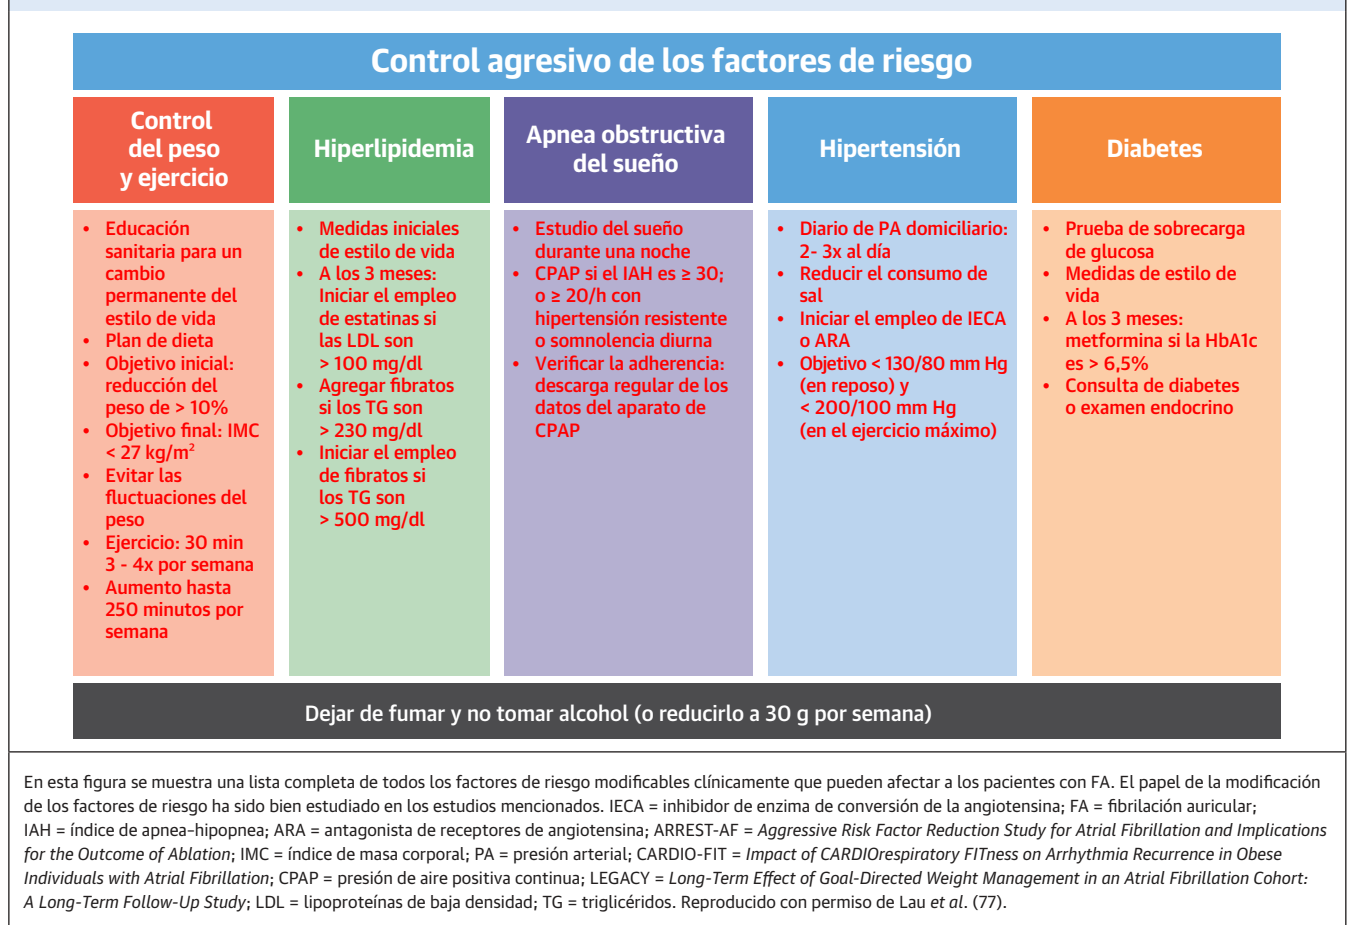 Control agresivo de los factores de riesgo
Control
del peso
y ejercicio
• Educación
sanitaria para un
cambio
permanente del
estilo de vida
• Plan de dieta
• Objetivo inicial:
reducción del
peso de > 10%
• Objetivo final: IMC
< 27 kg/m²
• Evitar las
fluctuaciones del
peso
• Ejercicio: 30 min
3 - 4x por semana
• Aumento hasta
250 minutos por
semana
Hiperlipidemia
• Medidas iniciales
de estilo de vida
• A los 3 meses:
Iniciar el empleo
de estatinas si
las LDL son
> 100 mg/dl
• Agregar fibratos
si los TG son
> 230 mg/dl
• Iniciar el empleo
de fibratos si
los TG son
> 500 mg/dl
Apnea obstructiva
del sueño
• Estudio del sueño
durante una noche
• CPAP si el IAH es ≥ 30;
o ≥ 20/h con
hipertensión resistente
o somnolencia diurna
• Verificar la adherencia:
descarga regular de los
datos del aparato de
CPAP
Hipertensión
• Diario de PA domiciliario:
2- 3x al día
• Reducir el consumo de
sal
• Iniciar el empleo de IECA
o ARA
• Objetivo < 130/80 mm Hg
(en reposo) y
< 200/100 mm Hg
(en el ejercicio máximo)
Diabetes
• Prueba de sobrecarga
de glucosa
• Medidas de estilo de
vida
• A los 3 meses:
metformina si la HbA1c
es > 6,5%
• Consulta de diabetes
o examen endocrino
Dejar de fumar y no tomar alcohol (o reducirlo a 30 g por semana)
En esta figura se muestra una lista completa de todos los factores de riesgo modificables clínicamente que pueden afectar a los pacientes con FA. El papel de la modificación
de los factores de riesgo ha sido bien estudiado en los estudios mencionados. IECA = inhibidor de enzima de conversión de la angiotensina; FA = fibrilación auricular;
IAH = índice de apnea-hipopnea; ARA = antagonista de receptores de angiotensina; ARREST-AF = Aggressive Risk Factor Reduction Study for Atrial Fibrillation and Implications
for the Outcome of Ablation; IMC = índice de masa corporal; PA = presión arterial; CARDIO-FIT = Impact of CARDIOrespiratory FITness on Arrhythmia Recurrence in Obese
Individuals with Atrial Fibrillation; CPAP = presión de aire positiva continua; LEGACY = Long-Term Effect of Goal-Directed Weight Management in an Atrial Fibrillation Cohort:
A Long-Term Follow-Up Study; LDL = lipoproteínas de baja densidad; TG = triglicéridos. Reproducido con permiso de Lau et al. (77).